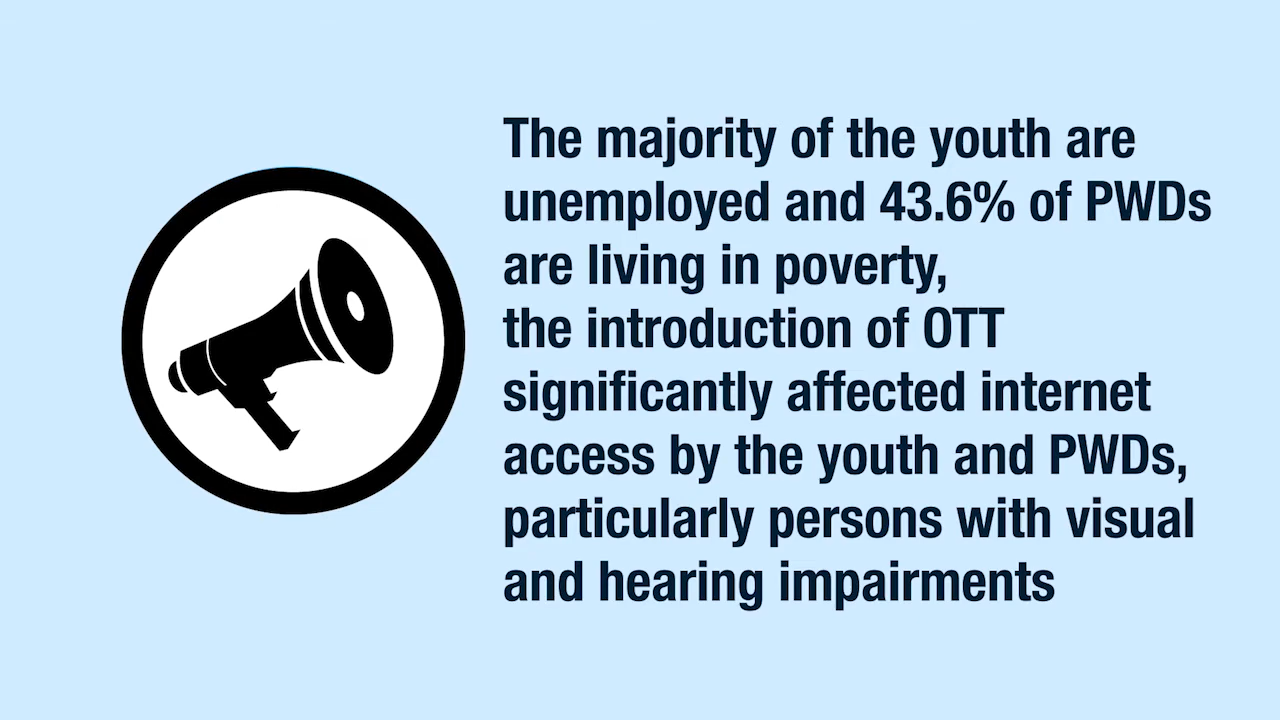 The majority of the youth are
unemployed and 43.6% of PWDs
are living in poverty,
the introduction of OTT
significantly affected internet
access by the youth and PWDs,
particularly persons with visual
and hearing impairments